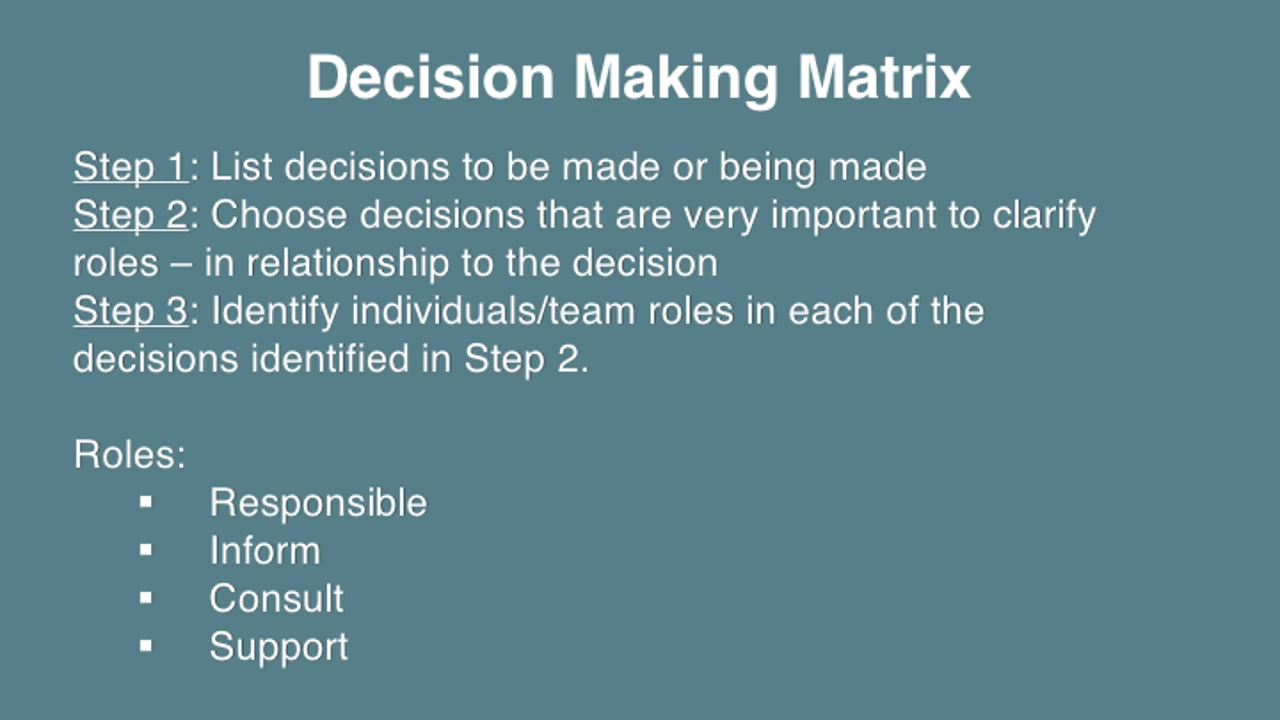 Decision Making Matrix
Step 1: List decisions to be made or being made
Step 2: Choose decisions that are very important to clarify
roles – in relationship to the decision
Step 3: Identify individuals/team roles in each of the
decisions identified in Step 2.
Roles:
▪ Responsible
▪ Inform
▪ Consult
▪ Support